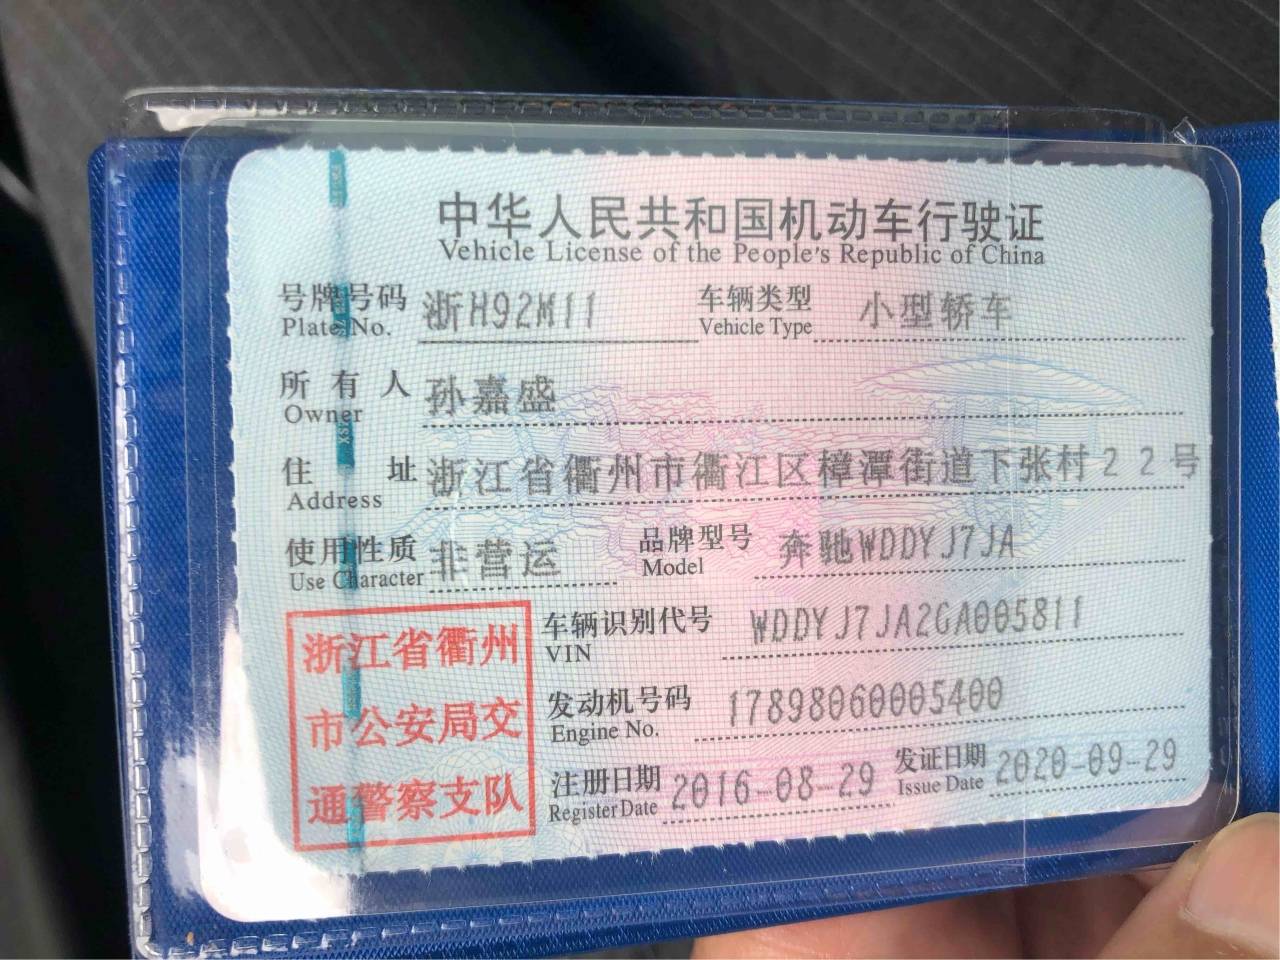 中华人民共和国机动车行驶证
Vehicle License of the People's Republic of China
号牌号码 浙H92M11 车辆类型 小型轿车
Plate No. Vehicle Type
所有人 孙嘉盛
Owner
住址 浙江省衢州市衢江区樟潭街道下张村22号
Address
使用性质 非营运 品牌型号 奔驰WDDYJ7JA
Use Character Model
车辆识别代号 WDDYJ7JA2GA005811
VIN
发动机号码 17898060005400
Engine No.
注册日期 2016-08-29 发证日期 2020-09-29
Register Date Issue Date
浙江省衢州
市公安局交
通警察支队